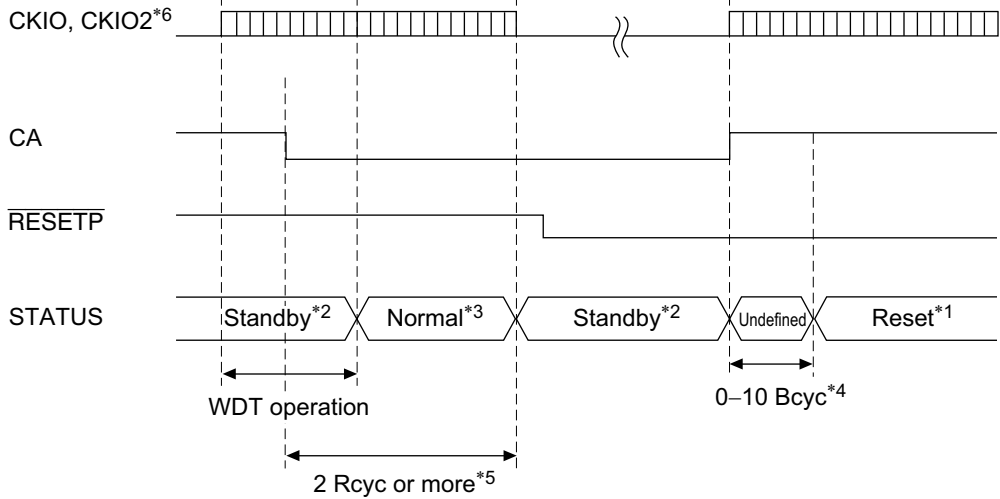 CKIO, CKIO2*6
CA
RESETP
STATUS
Standby*2
Normal*3
Standby*2
Undefined
Reset*1
WDT operation
0–10 Bcyc*4
2 Rcyc or more*5